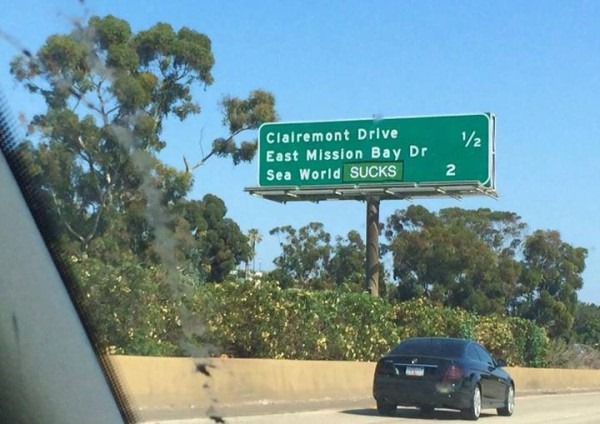 Clairemont Drive 1/2
East Mission Bay Dr
Sea World SUCKS 2